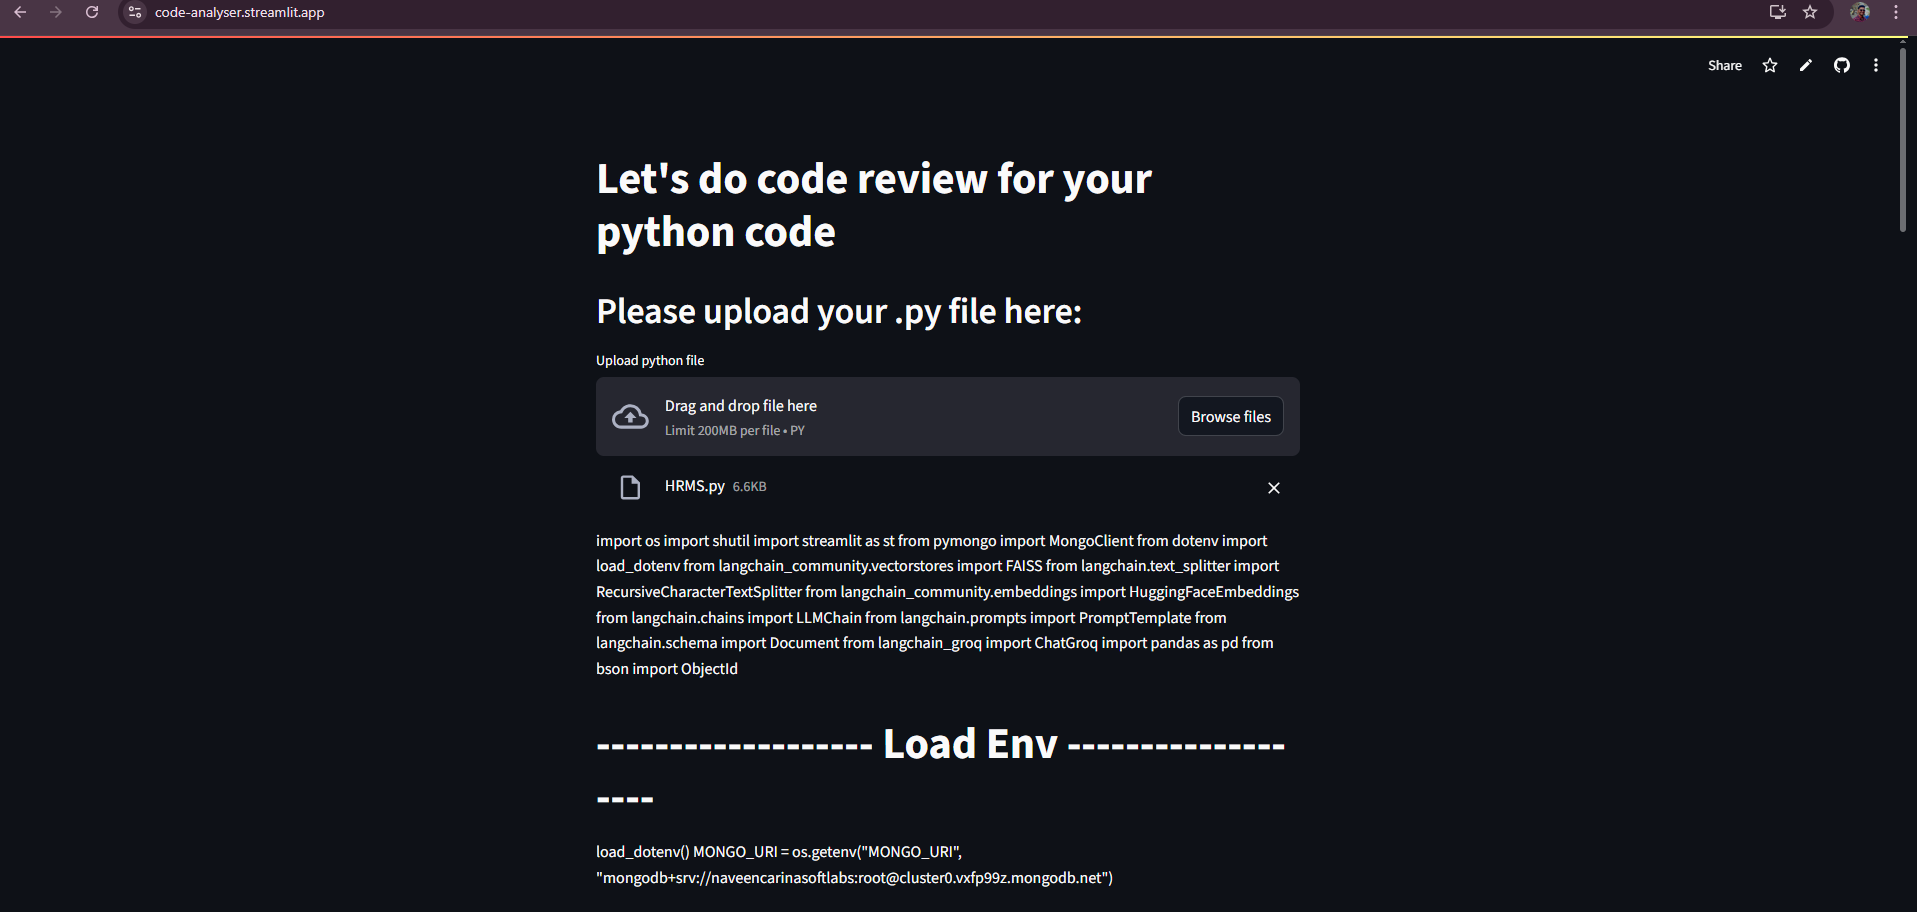 code-analyser.streamlit.app
Share
Let's do code review for your
python code
Please upload your .py file here:
Upload python file
Drag and drop file here
Limit 200MB per file • PY
Browse files
HRMS.py 6.6KB
import os import shutil import streamlit as st from pymongo import MongoClient from dotenv import
load_dotenv from langchain_community.vectorstores import FAISS from langchain.text_splitter import
RecursiveCharacterTextSplitter from langchain_community.embeddings import HuggingFaceEmbeddings
from langchain.chains import LLMChain from langchain.prompts import PromptTemplate from
langchain.schema import Document from langchain_groq import ChatGroq import pandas as pd from
bson import ObjectId
------------------- Load Env ---------------
----
load_dotenv() MONGO_URI = os.getenv("MONGO_URI",
"mongodb+srv://naveencarinasoftlabs:root@cluster0.vxfp99z.mongodb.net")